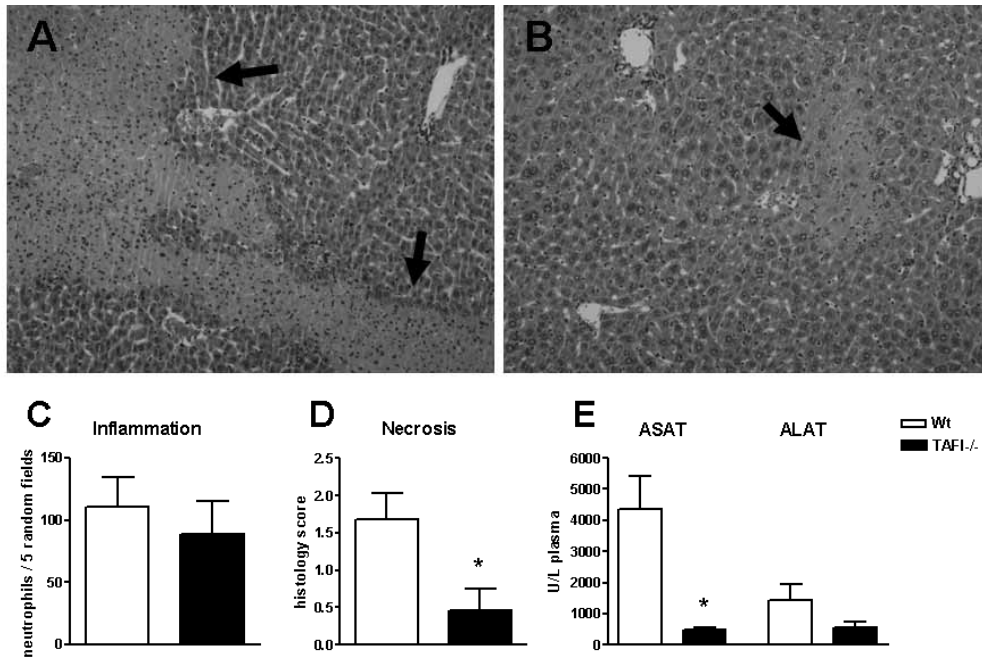 A
B
C Inflammation
neutrophils / 5 random fields
150
100
50
0
D Necrosis
histology score
2.5
2.0
1.5
1.0
0.5
0.0
*
E ASAT ALAT
U/L plasma
6000
5000
4000
3000
2000
1000
0
*
Wt
TAFI-/-